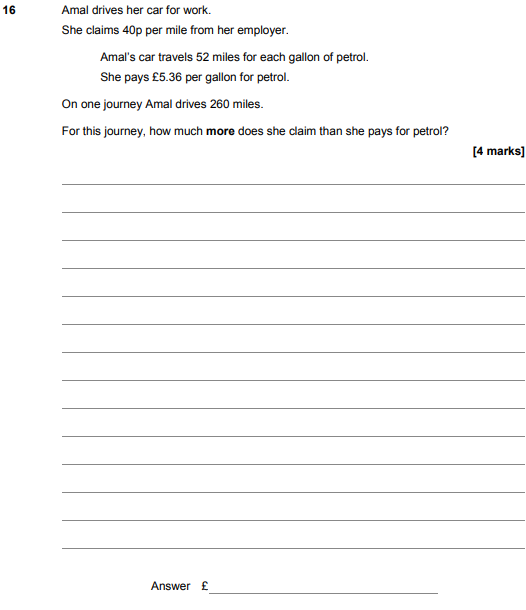 16 Amal drives her car for work.
She claims 40p per mile from her employer.
Amal's car travels 52 miles for each gallon of petrol.
She pays £5.36 per gallon for petrol.
On one journey Amal drives 260 miles.
For this journey, how much more does she claim than she pays for petrol?
[4 marks]
Answer £